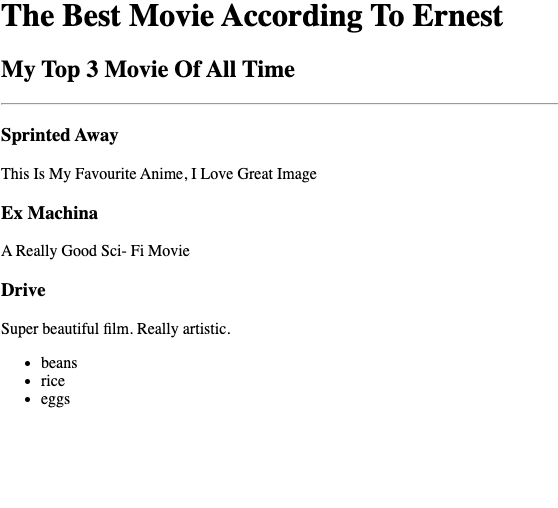 The Best Movie According To Ernest
My Top 3 Movie Of All Time
Sprinted Away
This Is My Favourite Anime, I Love Great Image
Ex Machina
A Really Good Sci- Fi Movie
Drive
Super beautiful film. Really artistic.
beans
rice
eggs